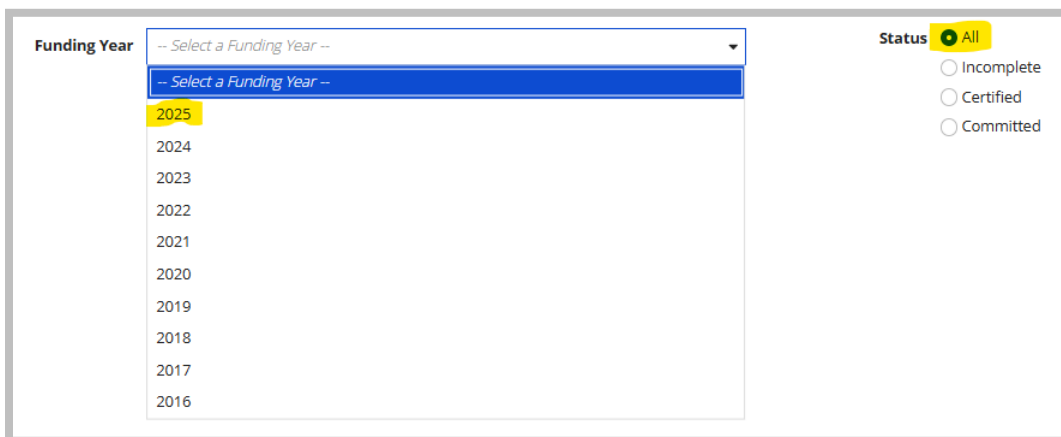 Funding Year -- Select a Funding Year -- Status All
-- Select a Funding Year --
Incomplete
2025
Certified
2024
Committed
2023
2022
2021
2020
2019
2018
2017
2016